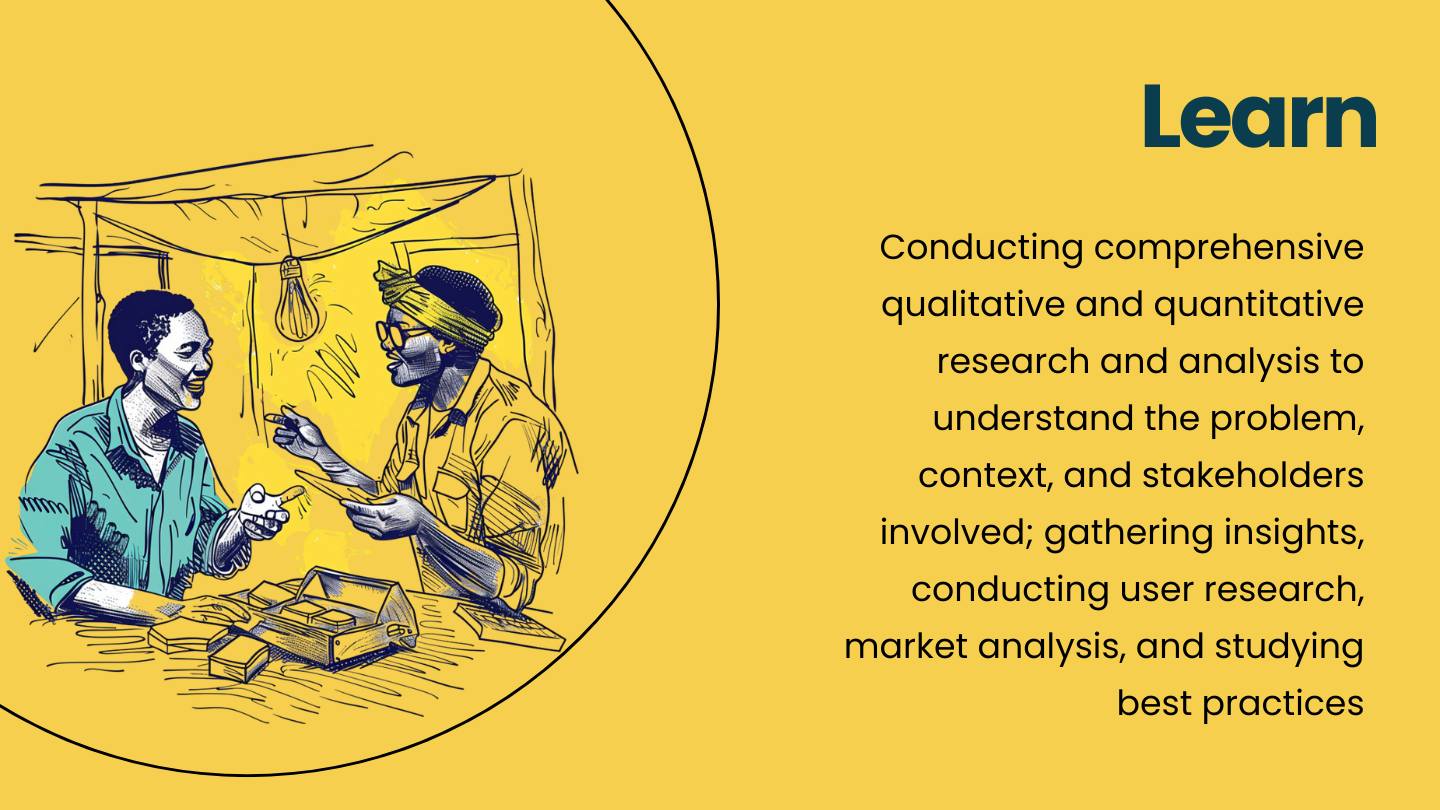 Learn
Conducting comprehensive
qualitative and quantitative
research and analysis to
understand the problem,
context, and stakeholders
involved; gathering insights,
conducting user research,
market analysis, and studying
best practices